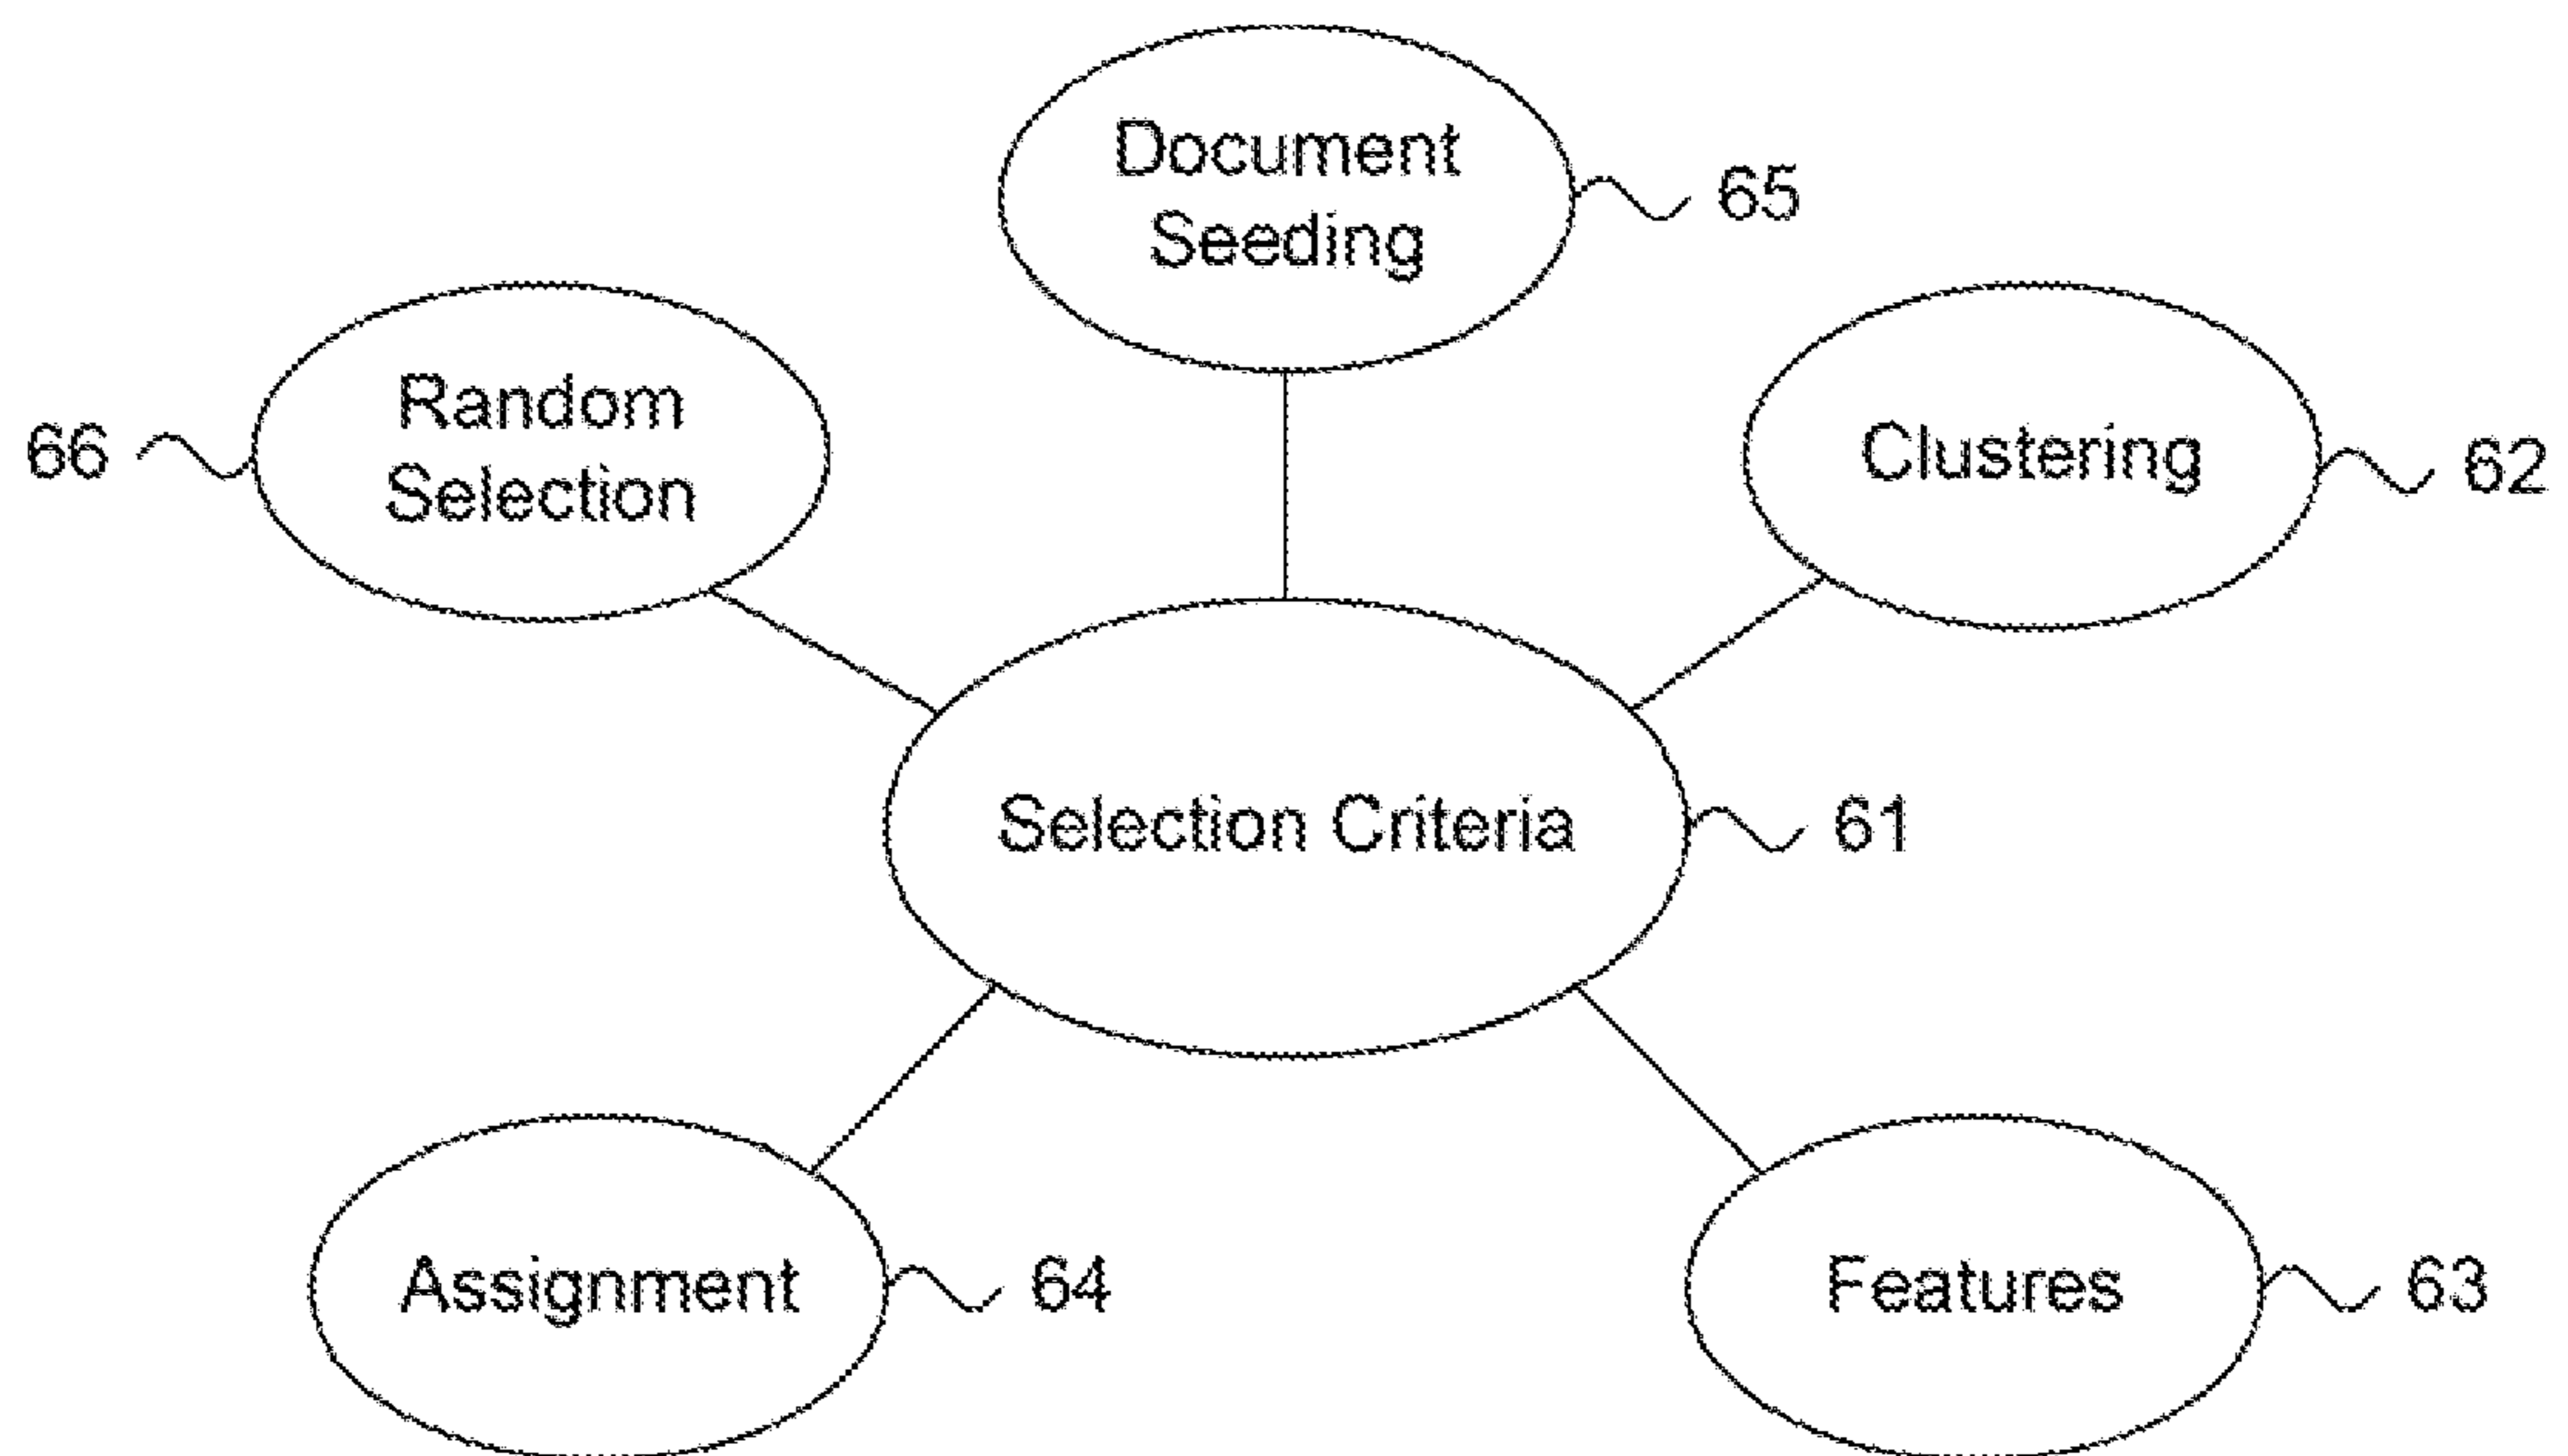 Document
Seeding
65
Random
Selection
66
Clustering
62
Selection Criteria
61
Assignment
64
Features
63